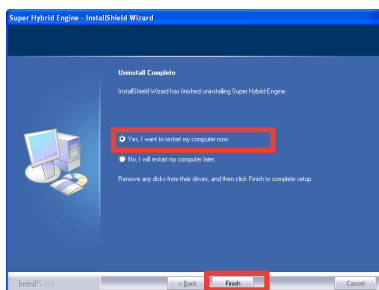 Super Hybrid Engine - InstallShield Wizard
Uninstall Complete
InstallShield Wizard has finished uninstalling Super Hybrid Engine.
Yes, I want to restart my computer now.
No, I will restart my computer later.
Remove any disks from their drives, and then click Finish to complete setup.
InstallShield
< Back Finish Cancel